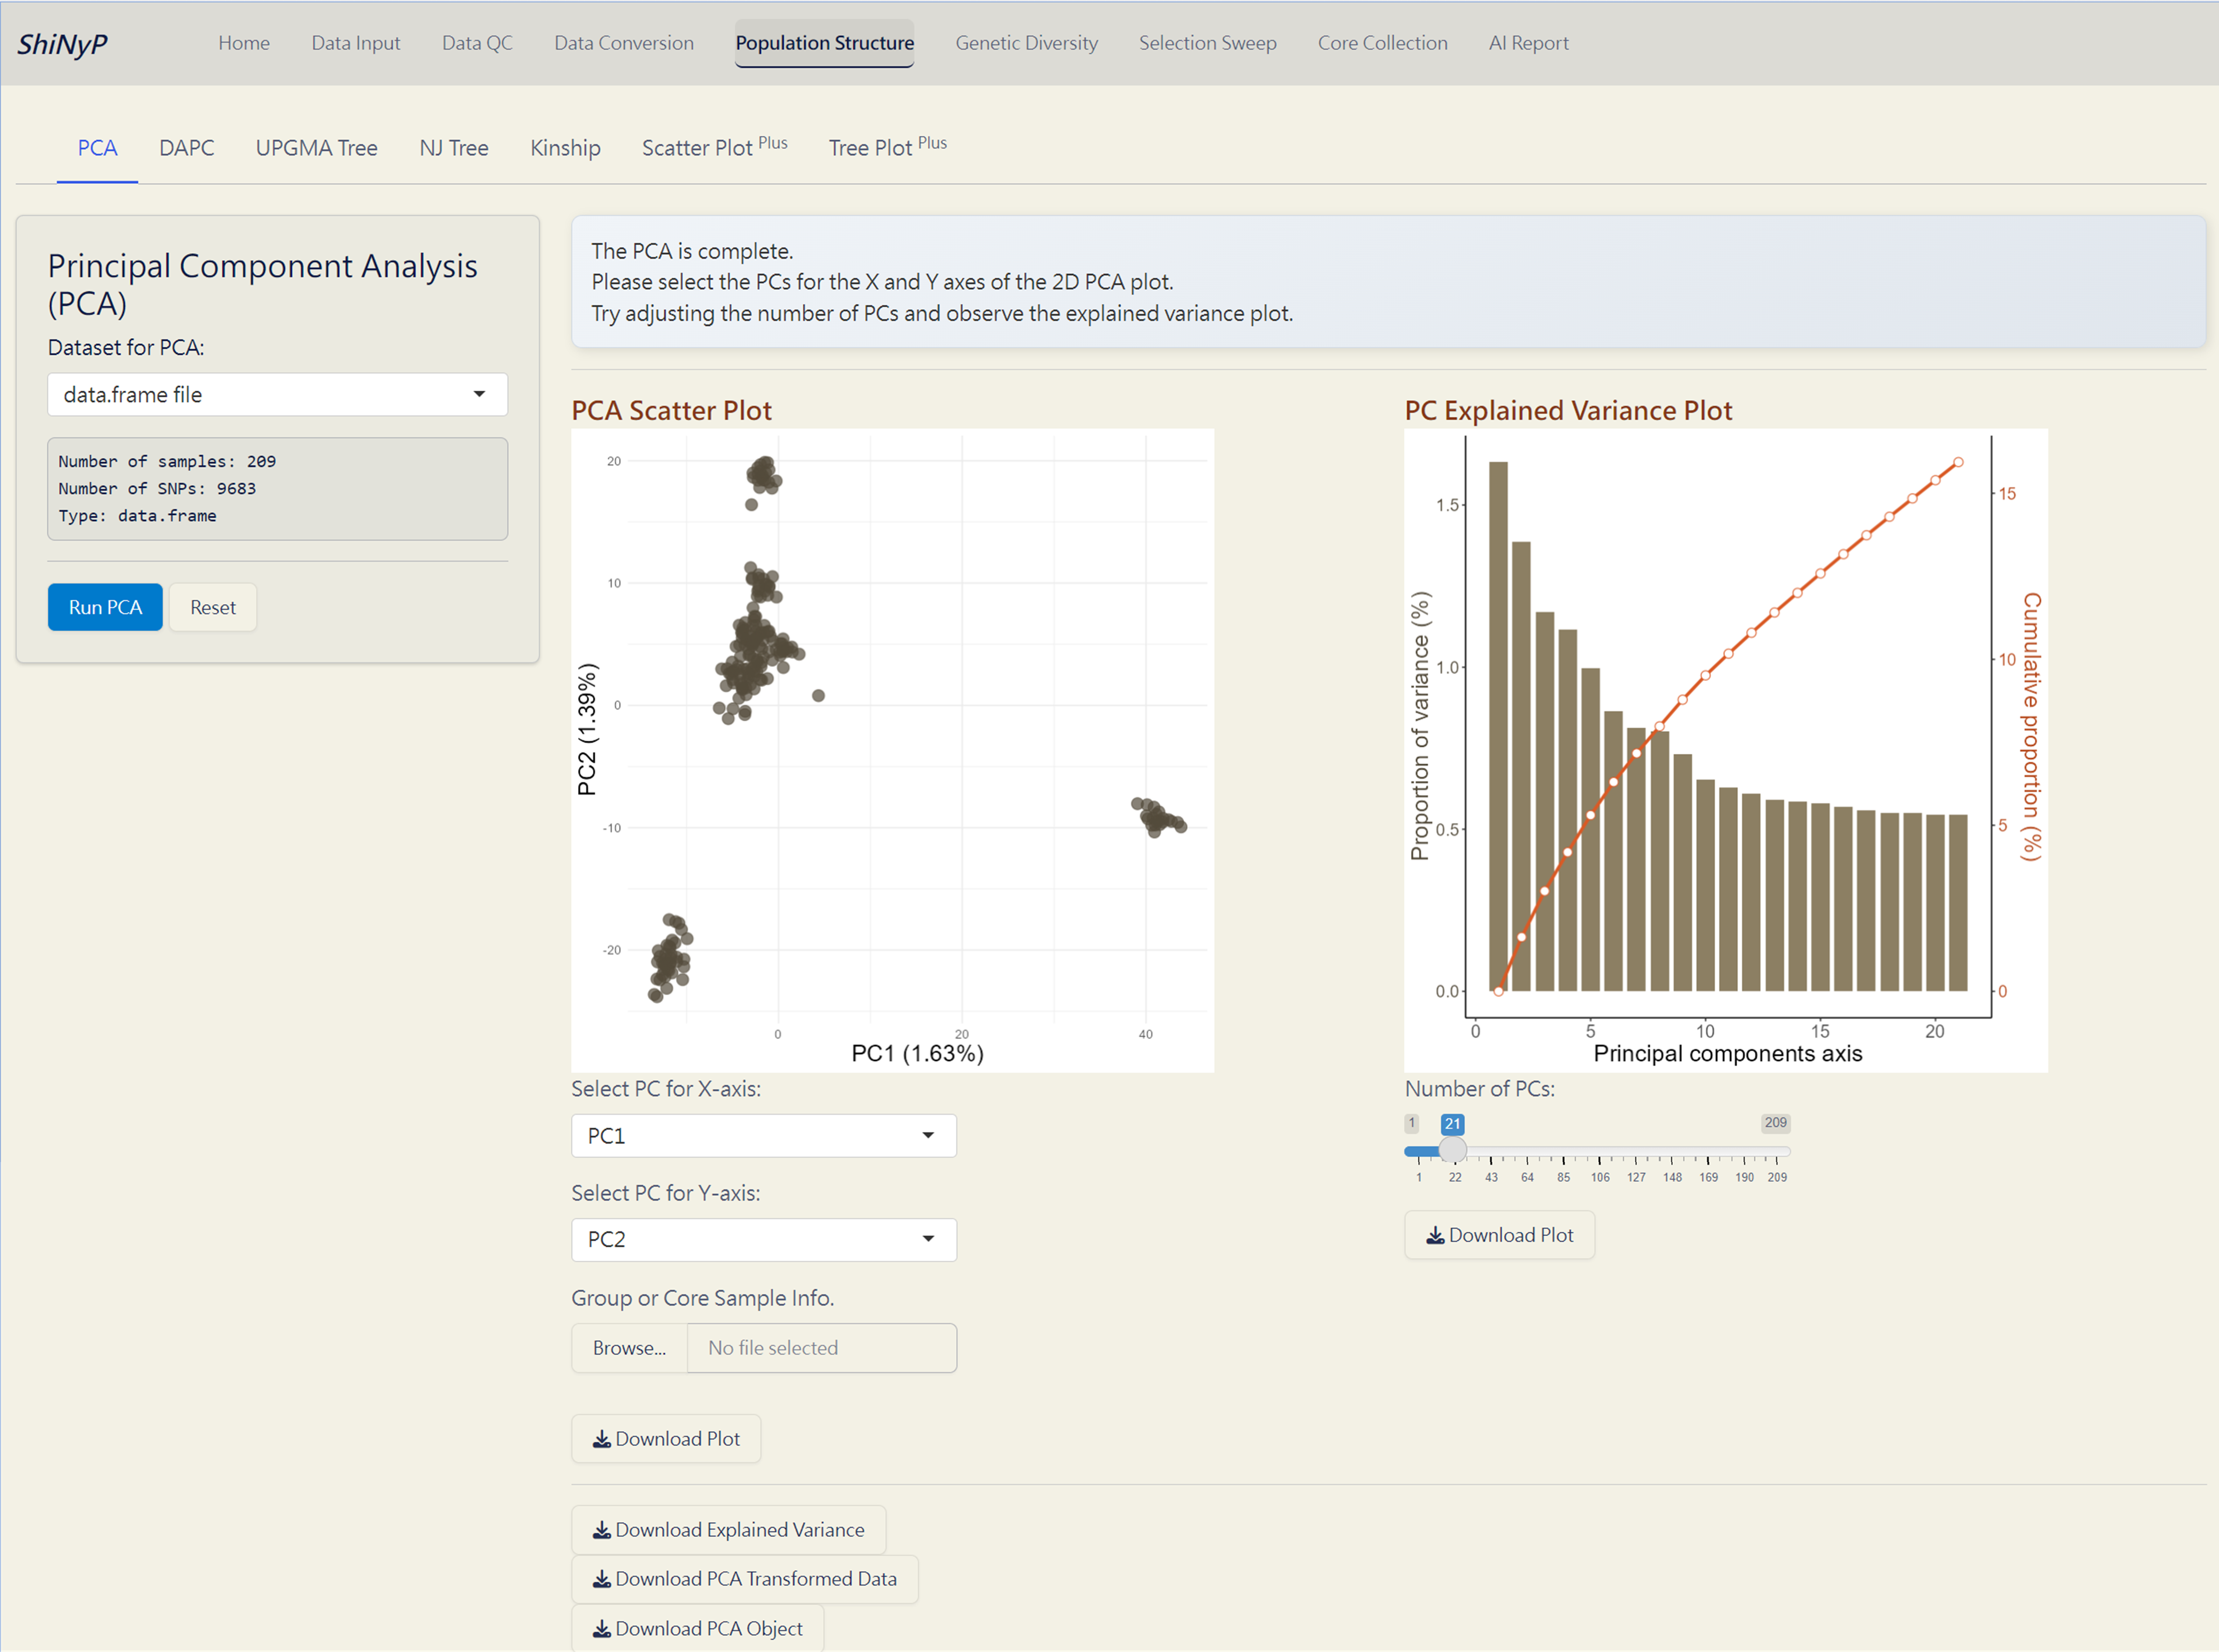 ShiNyP
Home
Data Input
Data QC
Data Conversion
Population Structure
Genetic Diversity
Selection Sweep
Core Collection
AI Report
PCA
DAPC
UPGMA Tree
NJ Tree
Kinship
Scatter Plot Plus
Tree Plot Plus
Principal Component Analysis
(PCA)
Dataset for PCA:
data.frame file
Number of samples: 209
Number of SNPs: 9683
Type: data.frame
Run PCA
Reset
The PCA is complete.
Please select the PCs for the X and Y axes of the 2D PCA plot.
Try adjusting the number of PCs and observe the explained variance plot.
PCA Scatter Plot
20
10
0
-10
-20
PC2 (1.39%)
0
20
40
PC1 (1.63%)
Select PC for X-axis:
PC1
Select PC for Y-axis:
PC2
Group or Core Sample Info.
Browse...
No file selected
Download Plot
PC Explained Variance Plot
1.5
1.0
0.5
0.0
Proportion of variance (%)
15
10
5
0
Cumulative proportion (%)
0
5
10
15
20
Principal components axis
Number of PCs:
1
21
209
1
22
43
64
85
106
127
148
169
190
209
Download Plot
Download Explained Variance
Download PCA Transformed Data
Download PCA Object